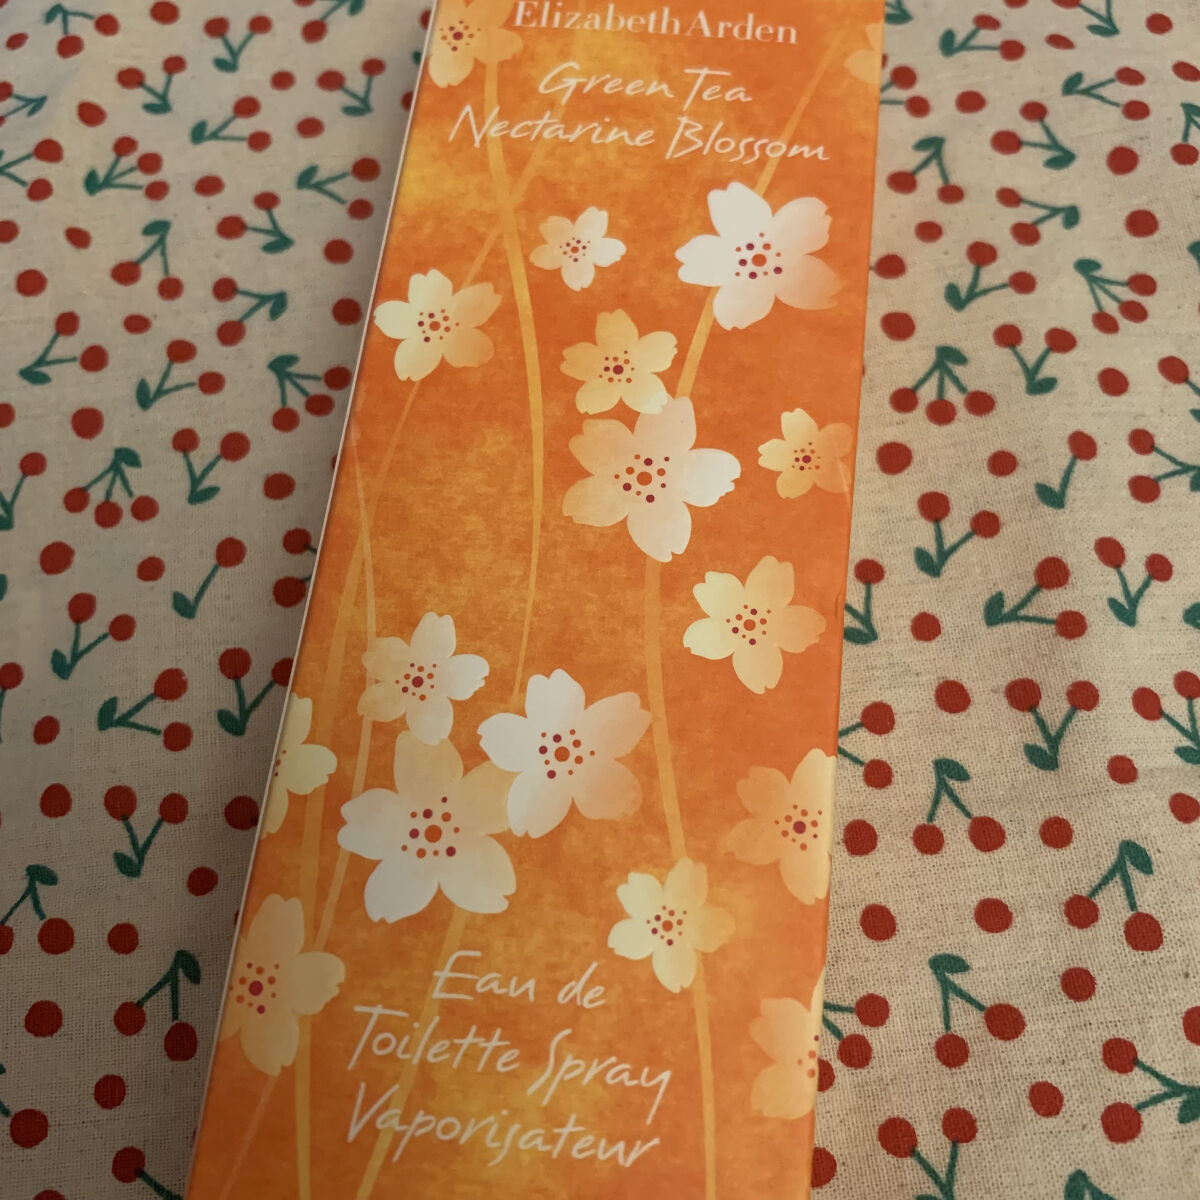 Elizabeth Arden
Green Tea
Nectarine Blossom
Eau de
Toilette Spray
Vaporisateur